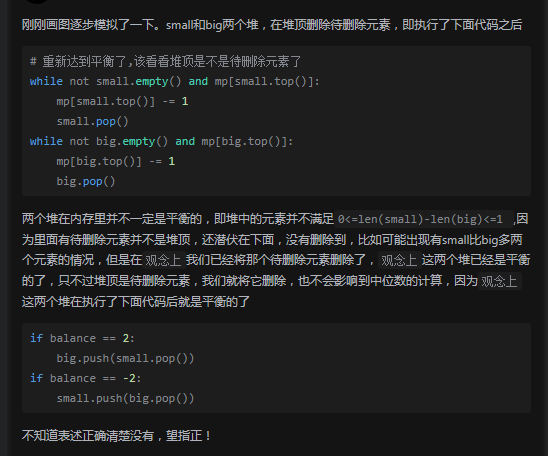 刚刚画图逐步模拟了一下。small和big两个堆，在堆顶删除待删除元素，即执行了下面代码之后
# 重新达到平衡了,该看看堆顶是不是待删除元素了
while not small.empty() and mp[small.top()]:
    mp[small.top()] -= 1
    small.pop()
while not big.empty() and mp[big.top()]:
    mp[big.top()] -= 1
    big.pop()
两个堆在内存里并不一定是平衡的，即堆中的元素并不满足 0<=len(small)-len(big)<=1 ,因
为里面有待删除元素并不是堆顶，还潜伏在下面，没有删除到，比如可能出现有small比big多两
个元素的情况，但是在 观念上 我们已经将那个待删除元素删除了， 观念上 这两个堆已经是平衡
的了，只不过堆顶是待删除元素，我们就将它删除，也不会影响到中位数的计算，因为 观念上
这两个堆在执行了下面代码后就是平衡的了
if balance == 2:
    big.push(small.pop())
if balance == -2:
    small.push(big.pop())
不知道表述正确清楚没有，望指正！